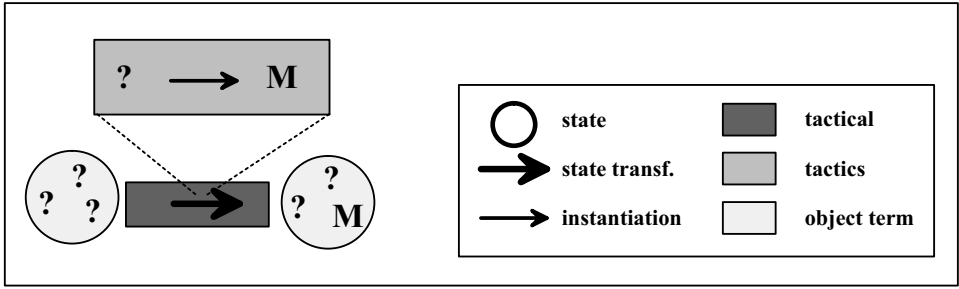 ? M
? ? ?
? ? M
state tactical
state transf. tactics
instantiation object term